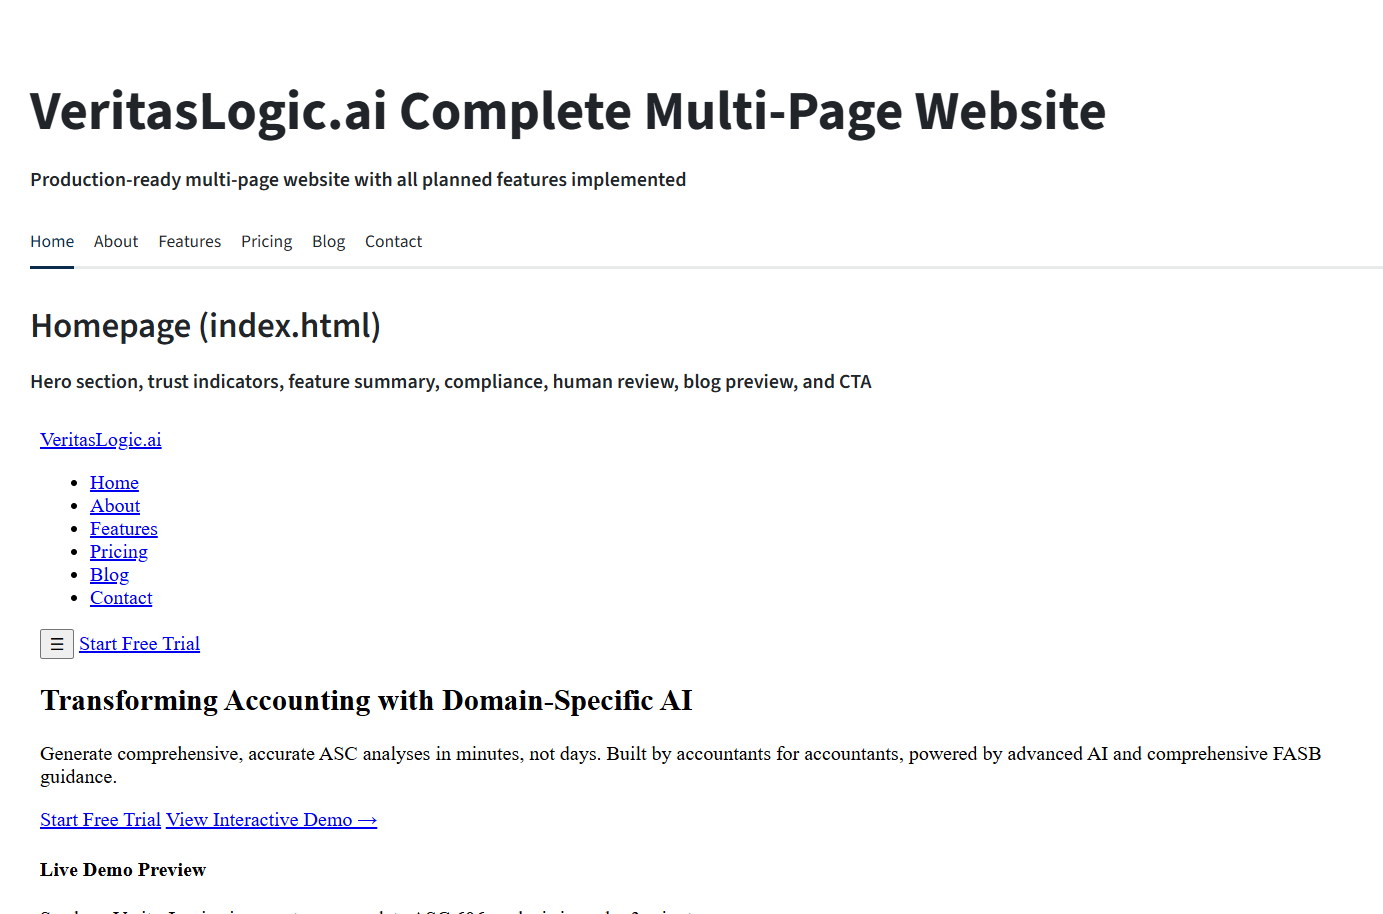 VeritasLogic.ai Complete Multi-Page Website
Production-ready multi-page website with all planned features implemented
Home About Features Pricing Blog Contact
Homepage (index.html)
Hero section, trust indicators, feature summary, compliance, human review, blog preview, and CTA
VeritasLogic.ai
• Home
• About
• Features
• Pricing
• Blog
• Contact
☰ Start Free Trial
Transforming Accounting with Domain-Specific AI
Generate comprehensive, accurate ASC analyses in minutes, not days. Built by accountants for accountants, powered by advanced AI and comprehensive FASB
guidance.
Start Free Trial View Interactive Demo →
Live Demo Preview